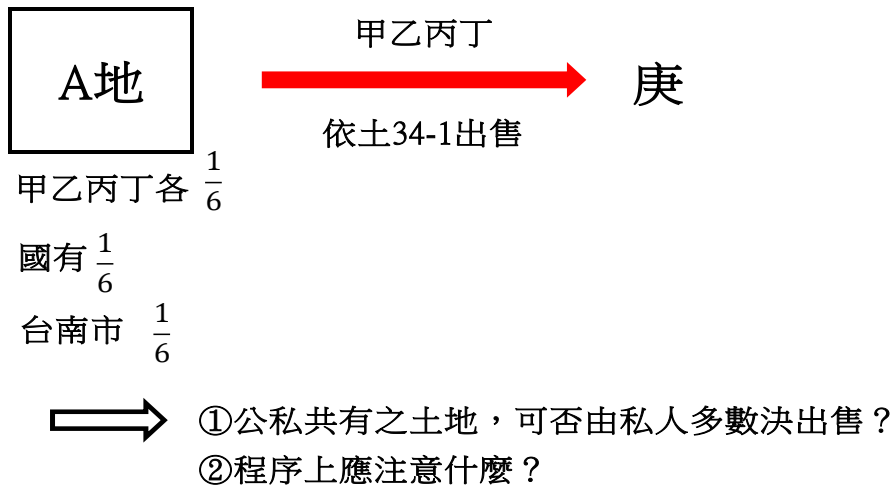 A地
甲乙丙丁
依土34-1出售
庚
甲乙丙丁各 1/6
國有 1/6
台南市 1/6
①公私共有之土地，可否由私人多數決出售？
②程序上應注意什麼？